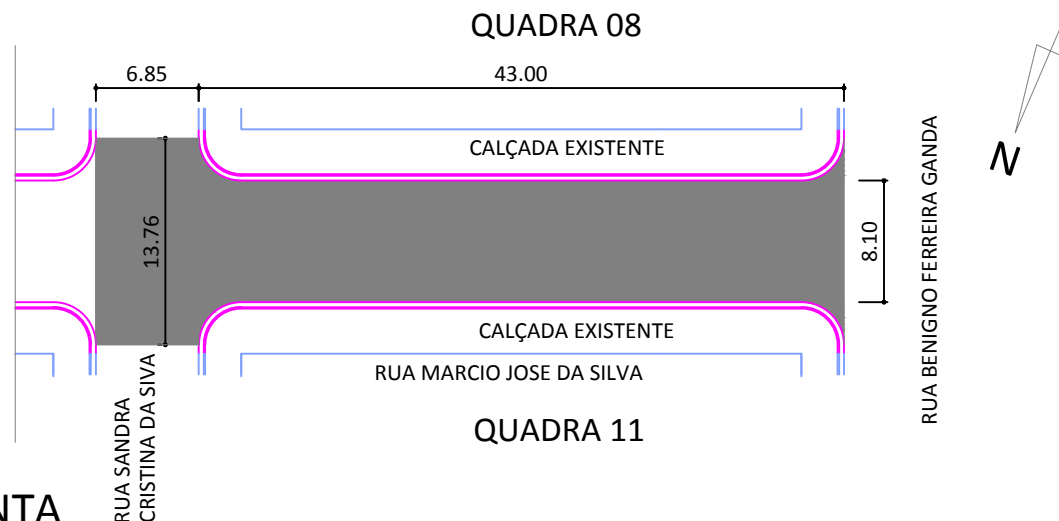 QUADRA 08
6.85
43.00
CALÇADA EXISTENTE
N
RUA BENIGNO FERREIRA GANDA
13.76
8.10
CALÇADA EXISTENTE
RUA MARCIO JOSE DA SILVA
RUA SANDRA
CRISTINA DA SIVA
QUADRA 11
NTA